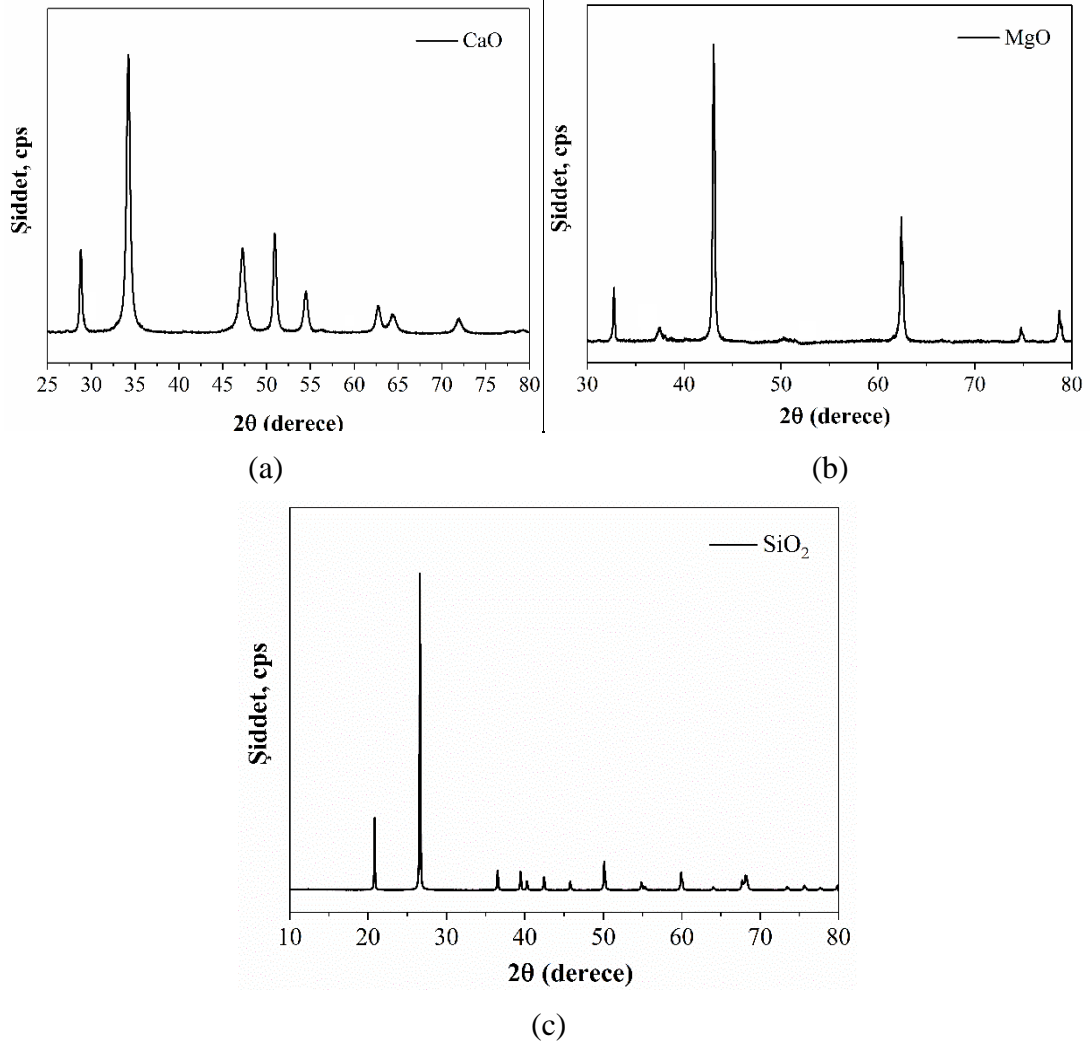 CaO
Şiddet, cps
25 30 35 40 45 50 55 60 65 70 75 80
2θ (derece)
(a)
MgO
Şiddet, cps
30 40 50 60 70 80
2θ (derece)
(b)
SiO₂
Şiddet, cps
10 20 30 40 50 60 70 80
2θ (derece)
(c)